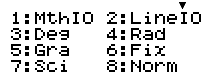 1:MthIO 2:LineIO
3:Deg 4:Rad
5:Gra 6:Fix
7:Sci 8:Norm